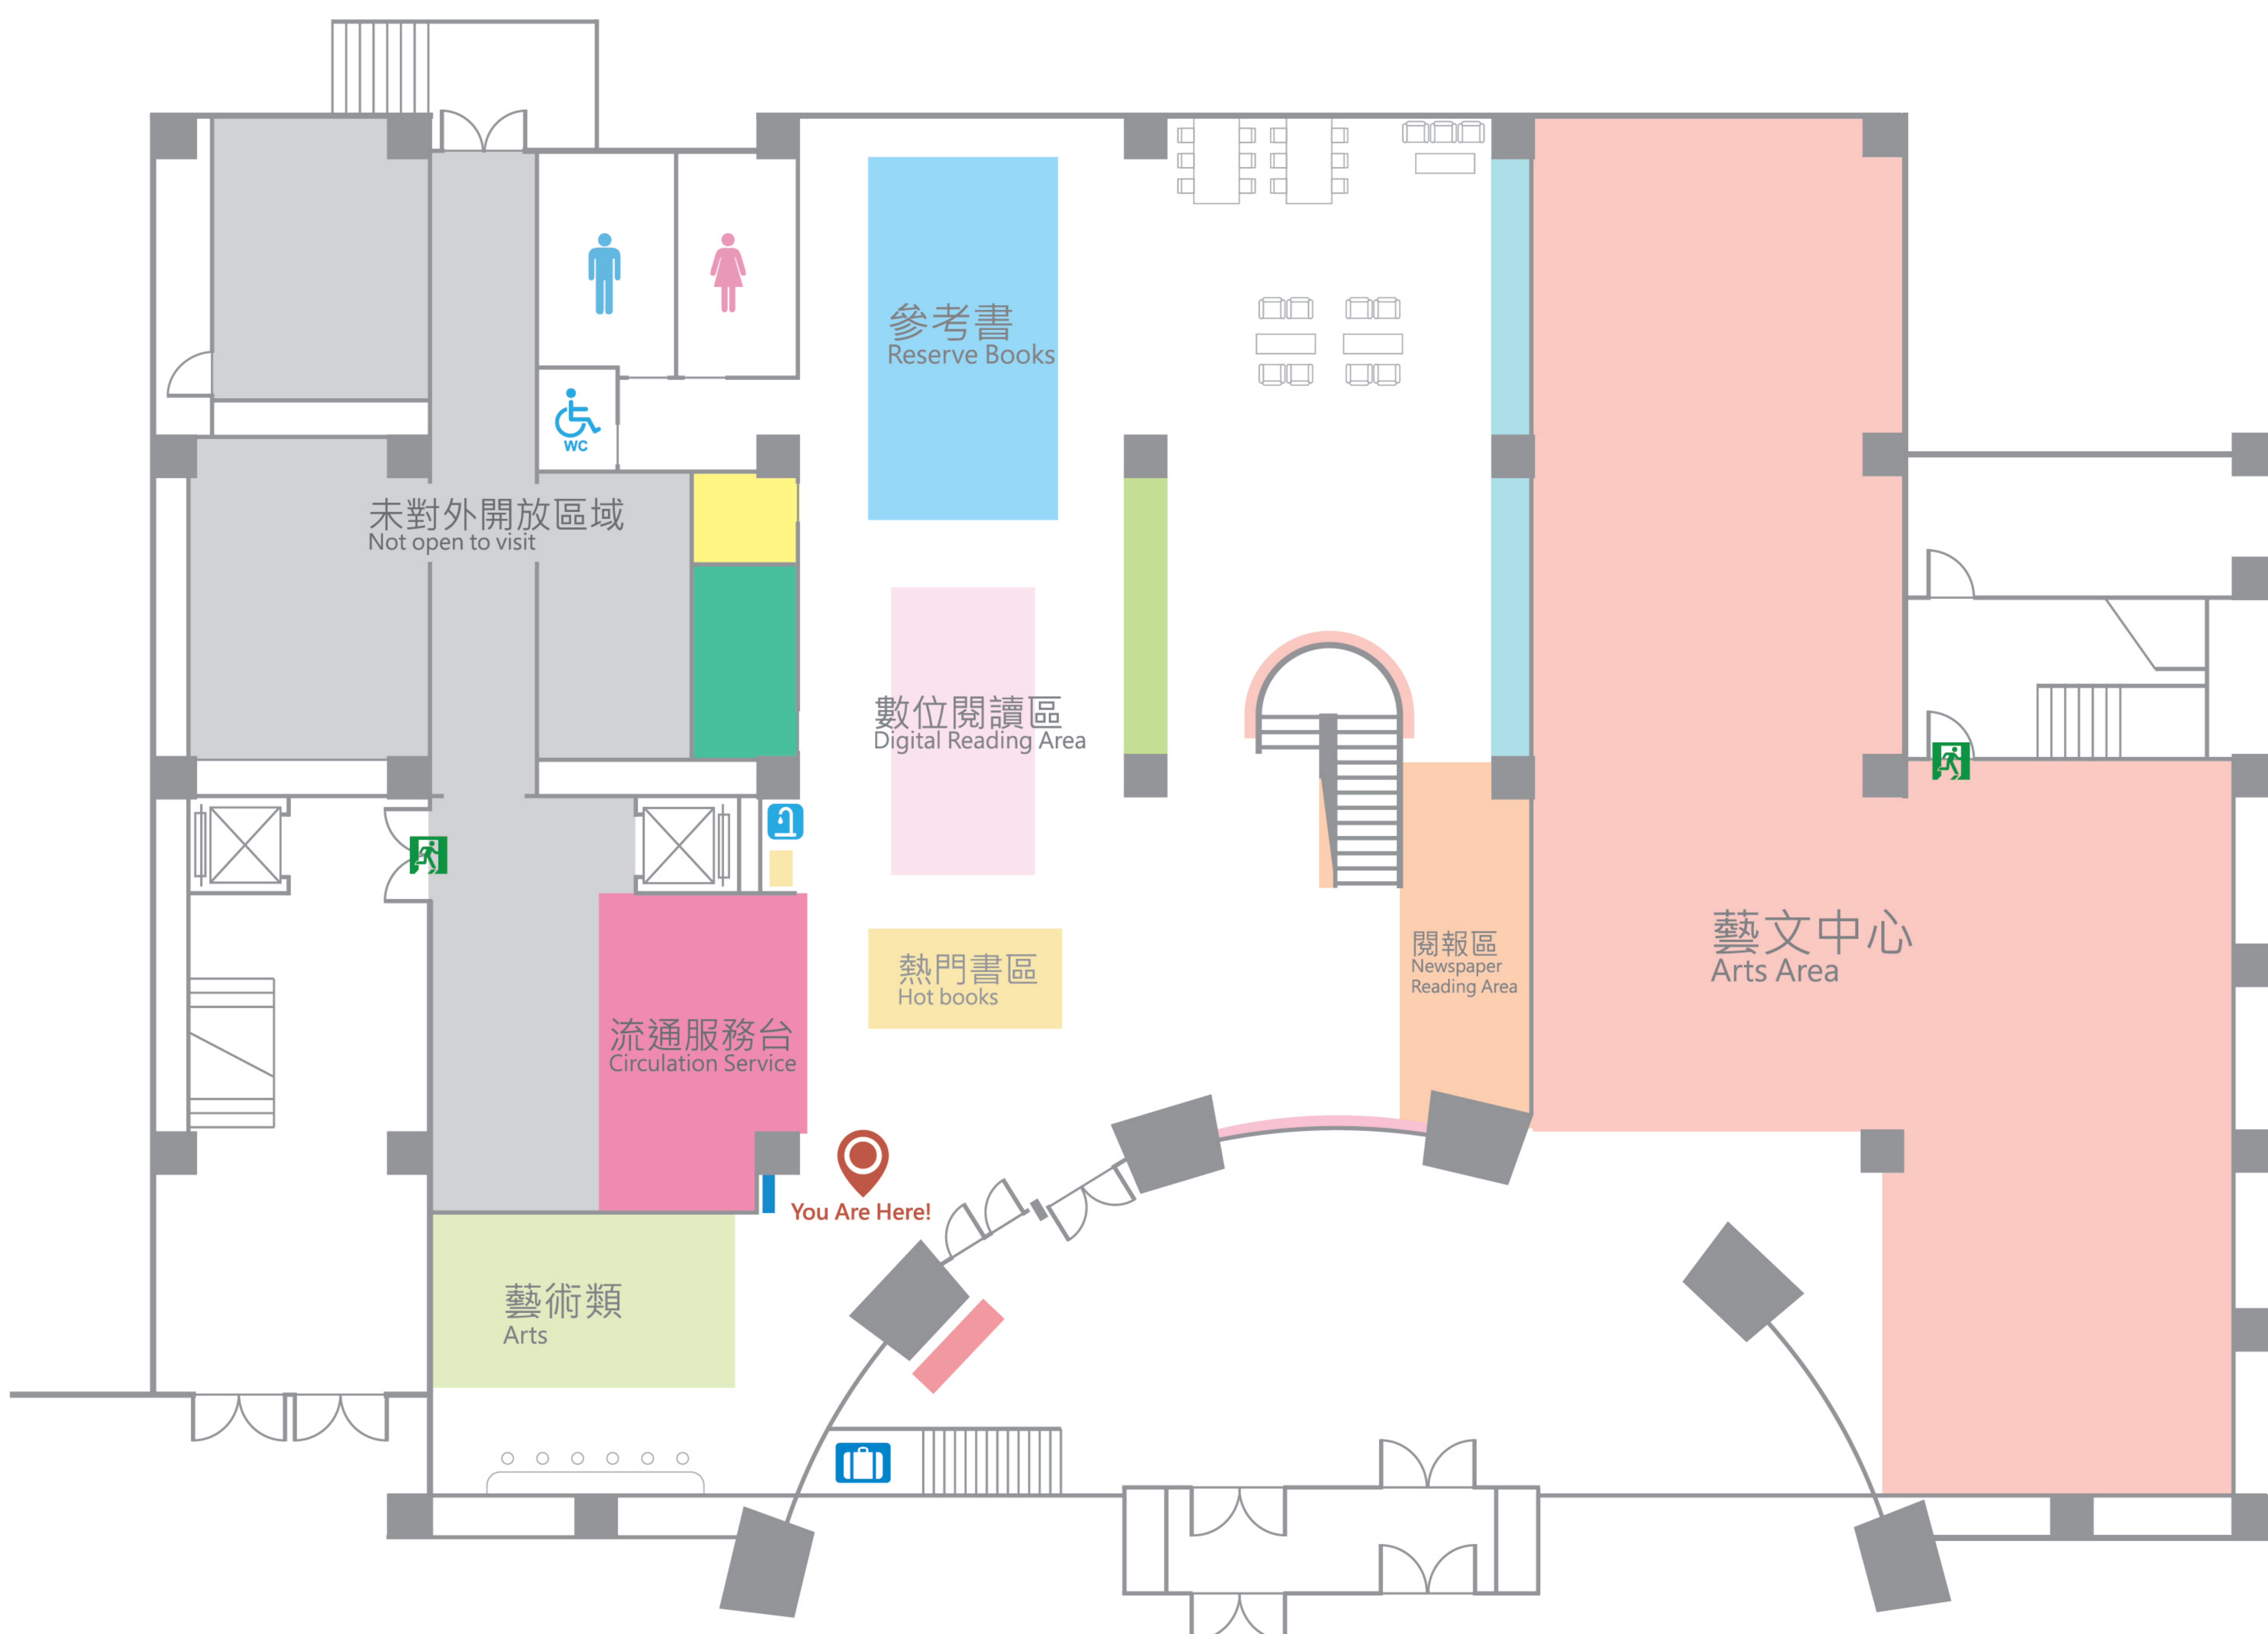 參考書
Reserve Books
WC
未對外開放區域
Not open to visit
數位閱讀區
Digital Reading Area
熱門書區
Hot books
閱報區
Newspaper
Reading Area
藝文中心
Arts Area
流通服務台
Circulation Service
You Are Here!
藝術類
Arts